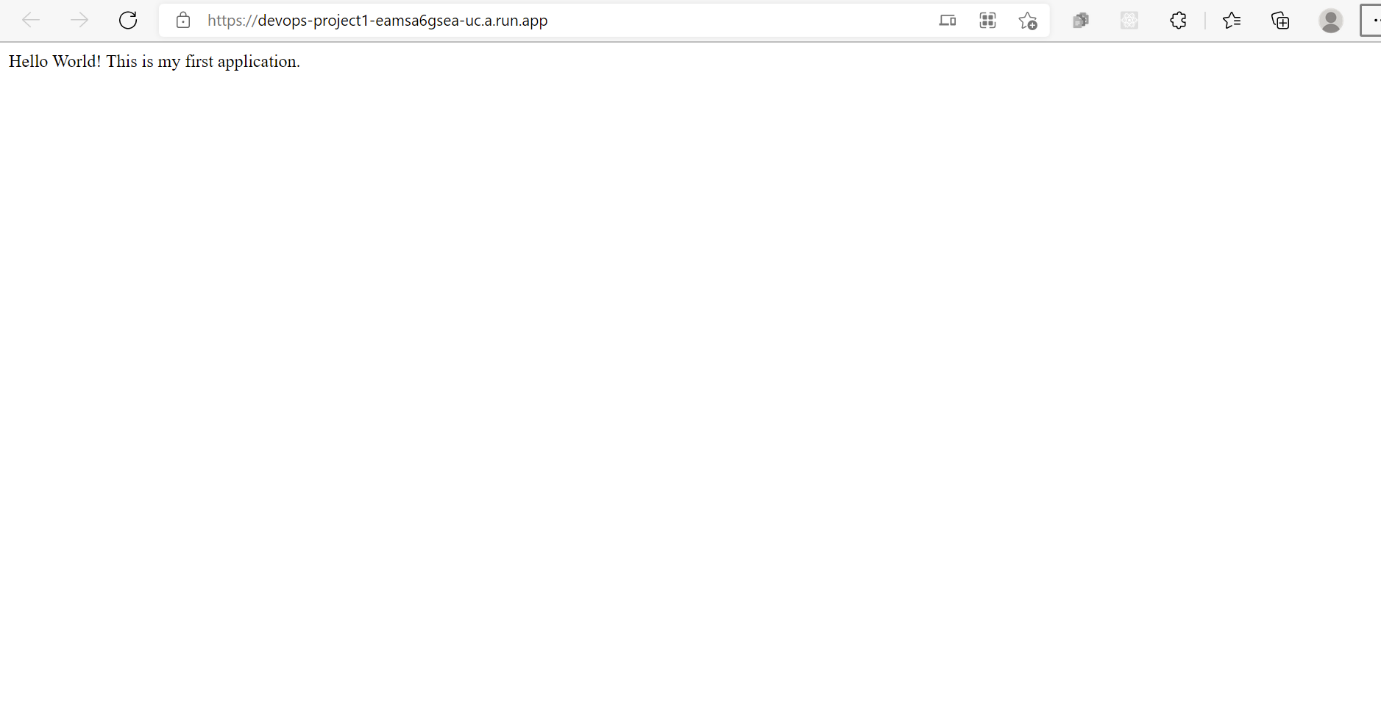 https://devops-project1-eamsa6gsea-uc.a.run.app
Hello World! This is my first application.